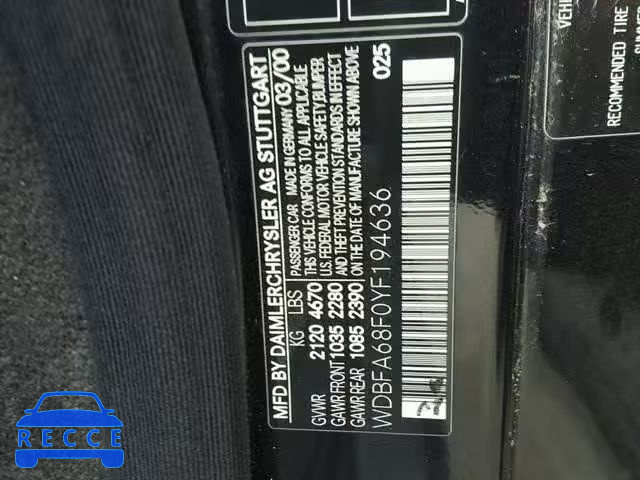 MFD BY DAIMLERCHRYSLER AG STUTTGART
KG LBS PASSENGER CAR MADE IN GERMANY 03/00
GVWR 2120 4670 THIS VEHICLE CONFORMS TO ALL APPLICABLE
U.S. FEDERAL MOTOR VEHICLE SAFETY, BUMPER,
GAWR FRONT 1035 2280 AND THEFT PREVENTION STANDARDS IN EFFECT
GAWR REAR 1085 2390 ON THE DATE OF MANUFACTURE SHOWN ABOVE. 025
WDBFA68F0YF194636
VEHI
RECOMMENDED TIRE
RECCE